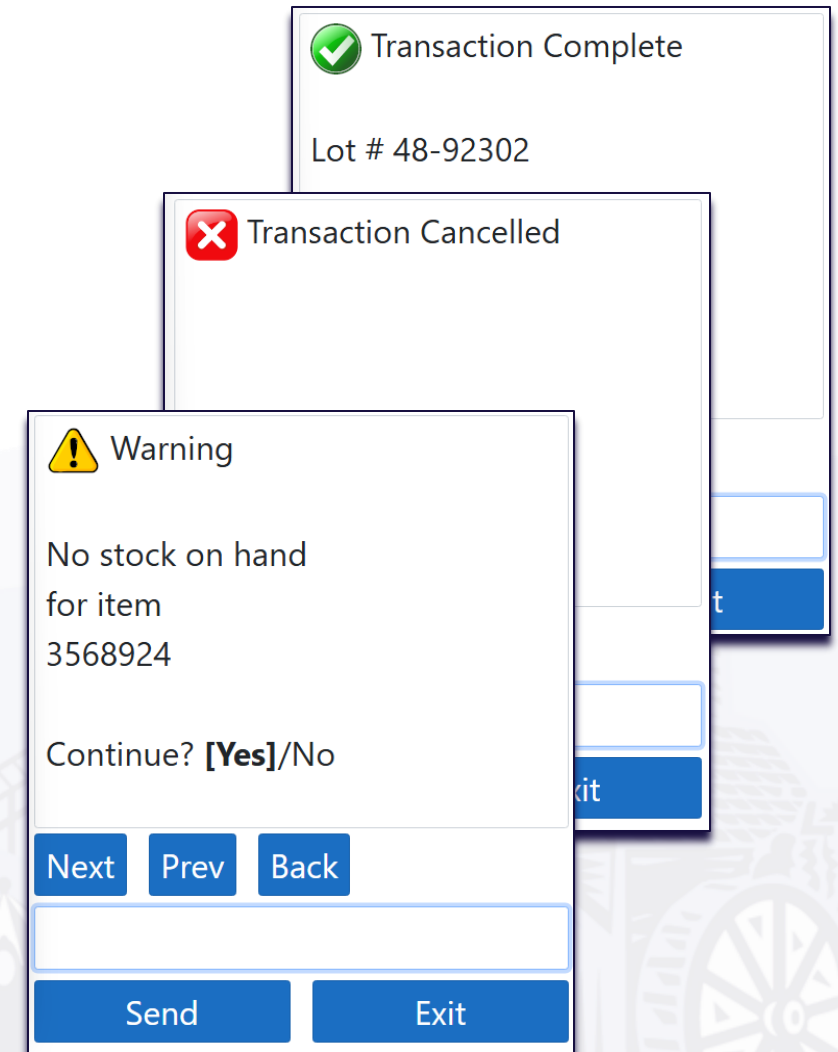 Transaction Complete
Lot # 48-92302
Transaction Cancelled
Warning
No stock on hand
for item
3568924
Continue? [Yes]/No
Next Prev Back
Send Exit